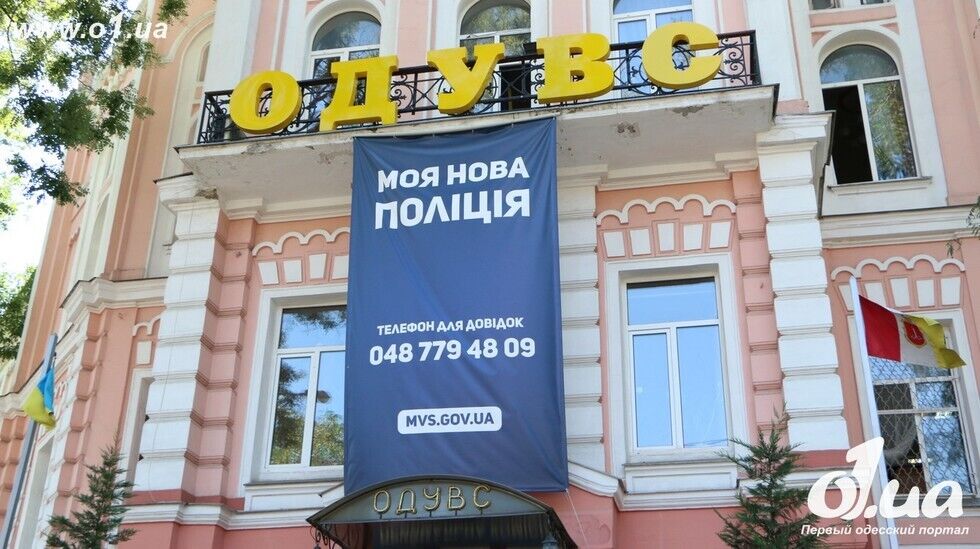 www.o1.ua
ОДУВС
МОЯ НОВА
ПОЛІЦІЯ
ТЕЛЕФОН ДЛЯ ДОВІДОК
048 779 48 09
MVS.GOV.UA
ОДУВС
o1.ua
Первый одесский портал